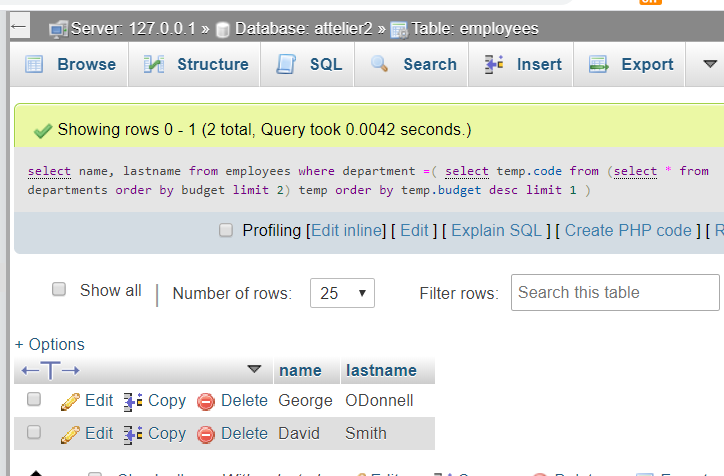 Server: 127.0.0.1 » Database: attelier2 » Table: employees
Browse Structure SQL Search Insert Export
Showing rows 0 - 1 (2 total, Query took 0.0042 seconds.)
select name, lastname from employees where department =( select temp.code from (select * from
departments order by budget limit 2) temp order by temp.budget desc limit 1 )
Profiling [Edit inline] [ Edit ] [ Explain SQL ] [ Create PHP code ] [ R
Show all | Number of rows: 25 Filter rows: Search this table
+ Options
←T→ name lastname
Edit Copy Delete George ODonnell
Edit Copy Delete David Smith